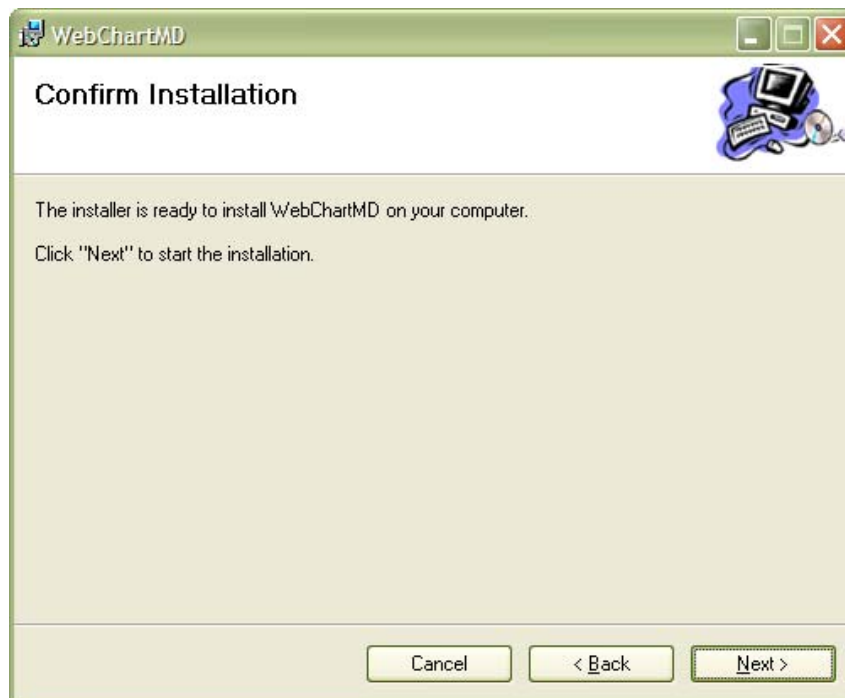 WebChartMD
Confirm Installation
The installer is ready to install WebChartMD on your computer.
Click "Next" to start the installation.
Cancel
< Back
Next >